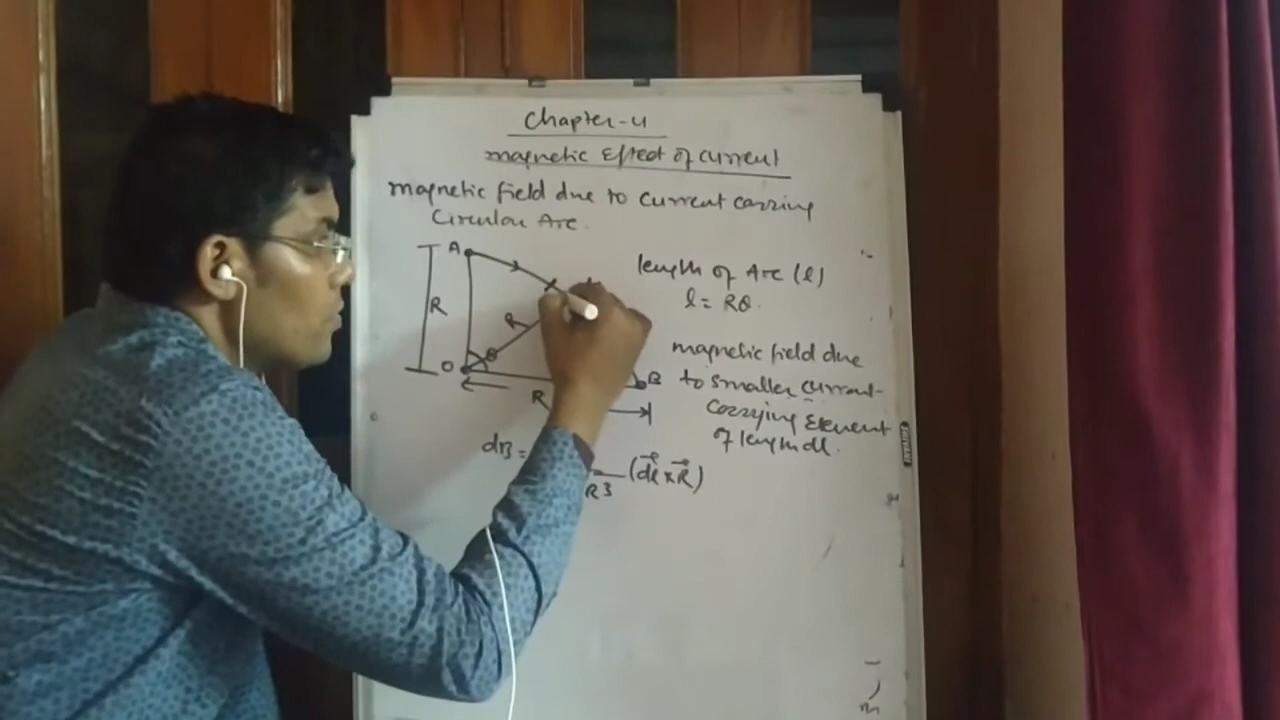 Chapter-4
magnetic Effect of current
magnetic field due to current carrying
Circular Arc.
A
R
length of Arc (l)
l = Rθ.
R
θ
O
B
R
magnetic field due
to smaller current-
carrying Element
of length dl.
dB =
R3 (dl x R)